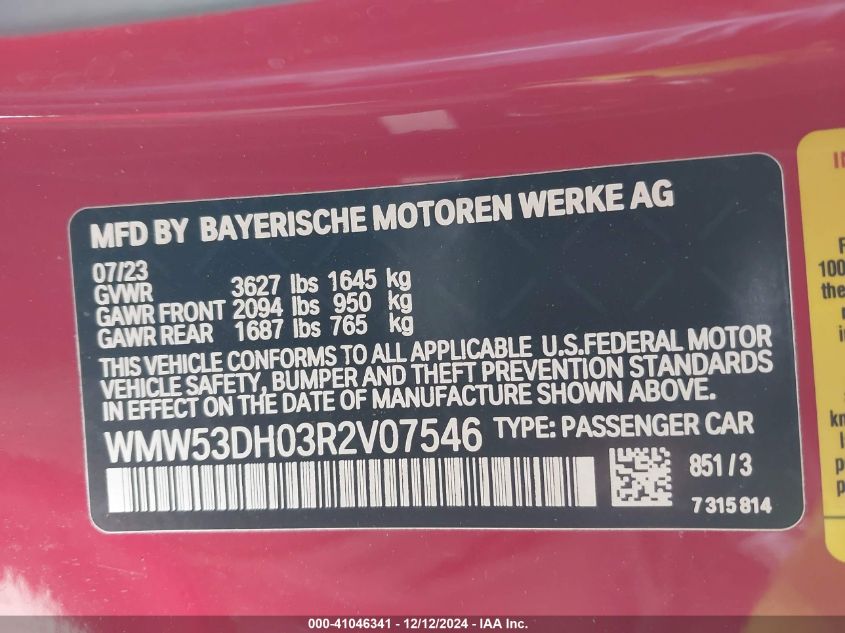 MFD BY BAYERISCHE MOTOREN WERKE AG
07/23
GVWR 3627 lbs 1645 kg
GAWR FRONT 2094 lbs 950 kg
GAWR REAR 1687 lbs 765 kg
THIS VEHICLE CONFORMS TO ALL APPLICABLE U.S.FEDERAL MOTOR
VEHICLE SAFETY, BUMPER AND THEFT PREVENTION STANDARDS
IN EFFECT ON THE DATE OF MANUFACTURE SHOWN ABOVE.
WMW53DH03R2V07546 TYPE: PASSENGER CAR
851/3
7 315 814
100
the
km
000-41046341 - 12/12/2024 - IAA Inc.